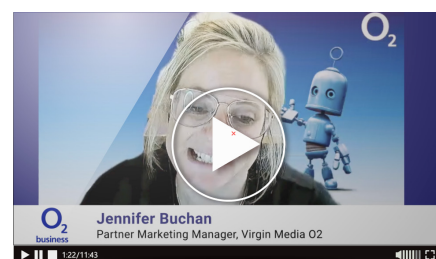 O2
O2
business
Jennifer Buchan
Partner Marketing Manager, Virgin Media O2
1:22/11:43